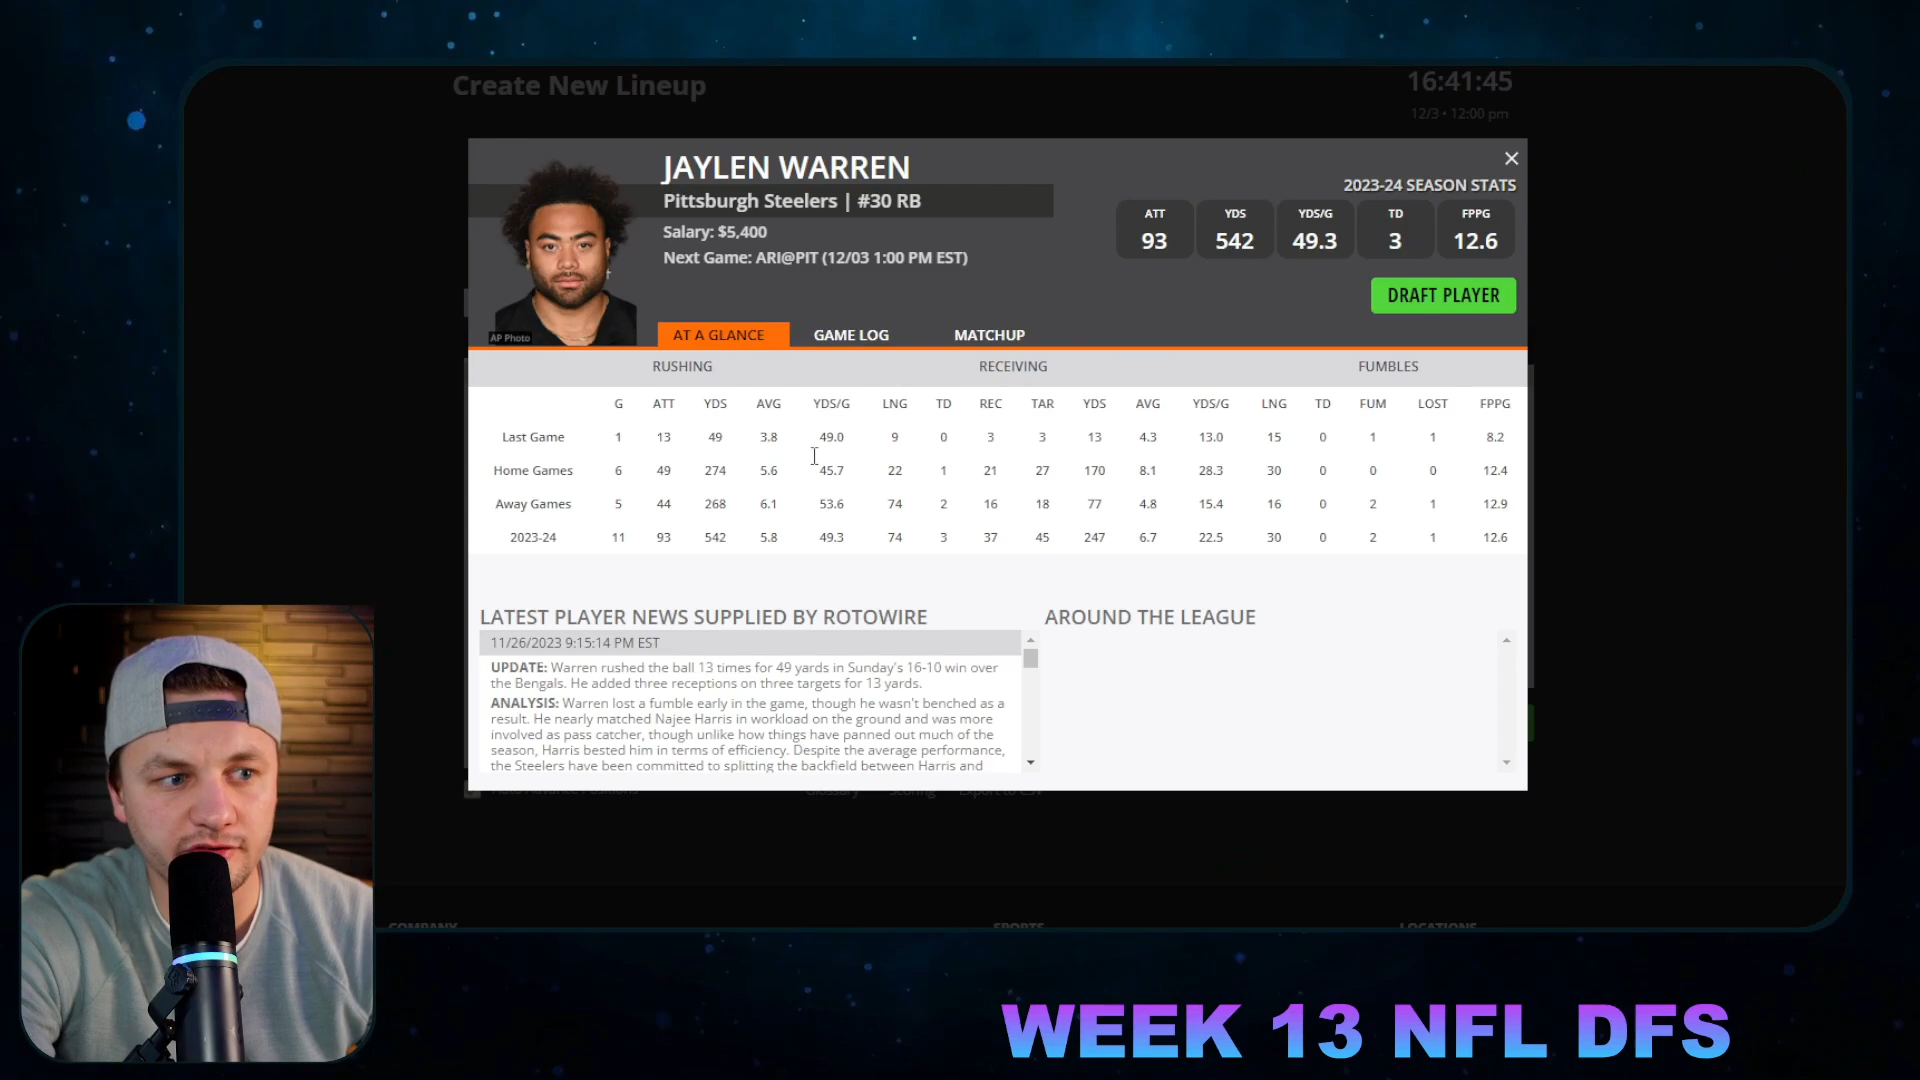 Create New Lineup
16:41:45
12/3 • 12:00 pm
JAYLEN WARREN
Pittsburgh Steelers | #30 RB
Salary: $5,400
Next Game: ARI@PIT (12/03 1:00 PM EST)
2023-24 SEASON STATS
ATT YDS YDS/G TD FPPG
93 542 49.3 3 12.6
DRAFT PLAYER
AP Photo
AT A GLANCE GAME LOG MATCHUP
RUSHING RECEIVING FUMBLES
G ATT YDS AVG YDS/G LNG TD REC TAR YDS AVG YDS/G LNG TD FUM LOST FPPG
Last Game 1 13 49 3.8 49.0 9 0 3 3 13 4.3 13.0 15 0 1 1 8.2
Home Games 6 49 274 5.6 45.7 22 1 21 27 170 8.1 28.3 30 0 0 0 12.4
Away Games 5 44 268 6.1 53.6 74 2 16 18 77 4.8 15.4 16 0 2 1 12.9
2023-24 11 93 542 5.8 49.3 74 3 37 45 247 6.7 22.5 30 0 2 1 12.6
LATEST PLAYER NEWS SUPPLIED BY ROTOWIRE
AROUND THE LEAGUE
11/26/2023 9:15:14 PM EST
UPDATE: Warren rushed the ball 13 times for 49 yards in Sunday's 16-10 win over
the Bengals. He added three receptions on three targets for 13 yards.
ANALYSIS: Warren lost a fumble early in the game, though he wasn't benched as a
result. He nearly matched Najee Harris in workload on the ground and was more
involved as pass catcher, though unlike how things have panned out much of the
season, Harris bested him in terms of efficiency. Despite the average performance,
the Steelers have been committed to splitting the backfield between Harris and
Auto Advance Positions Glossary Scoring Export to CSV
COMPANY SPORTS LOCATIONS
WEEK 13 NFL DFS